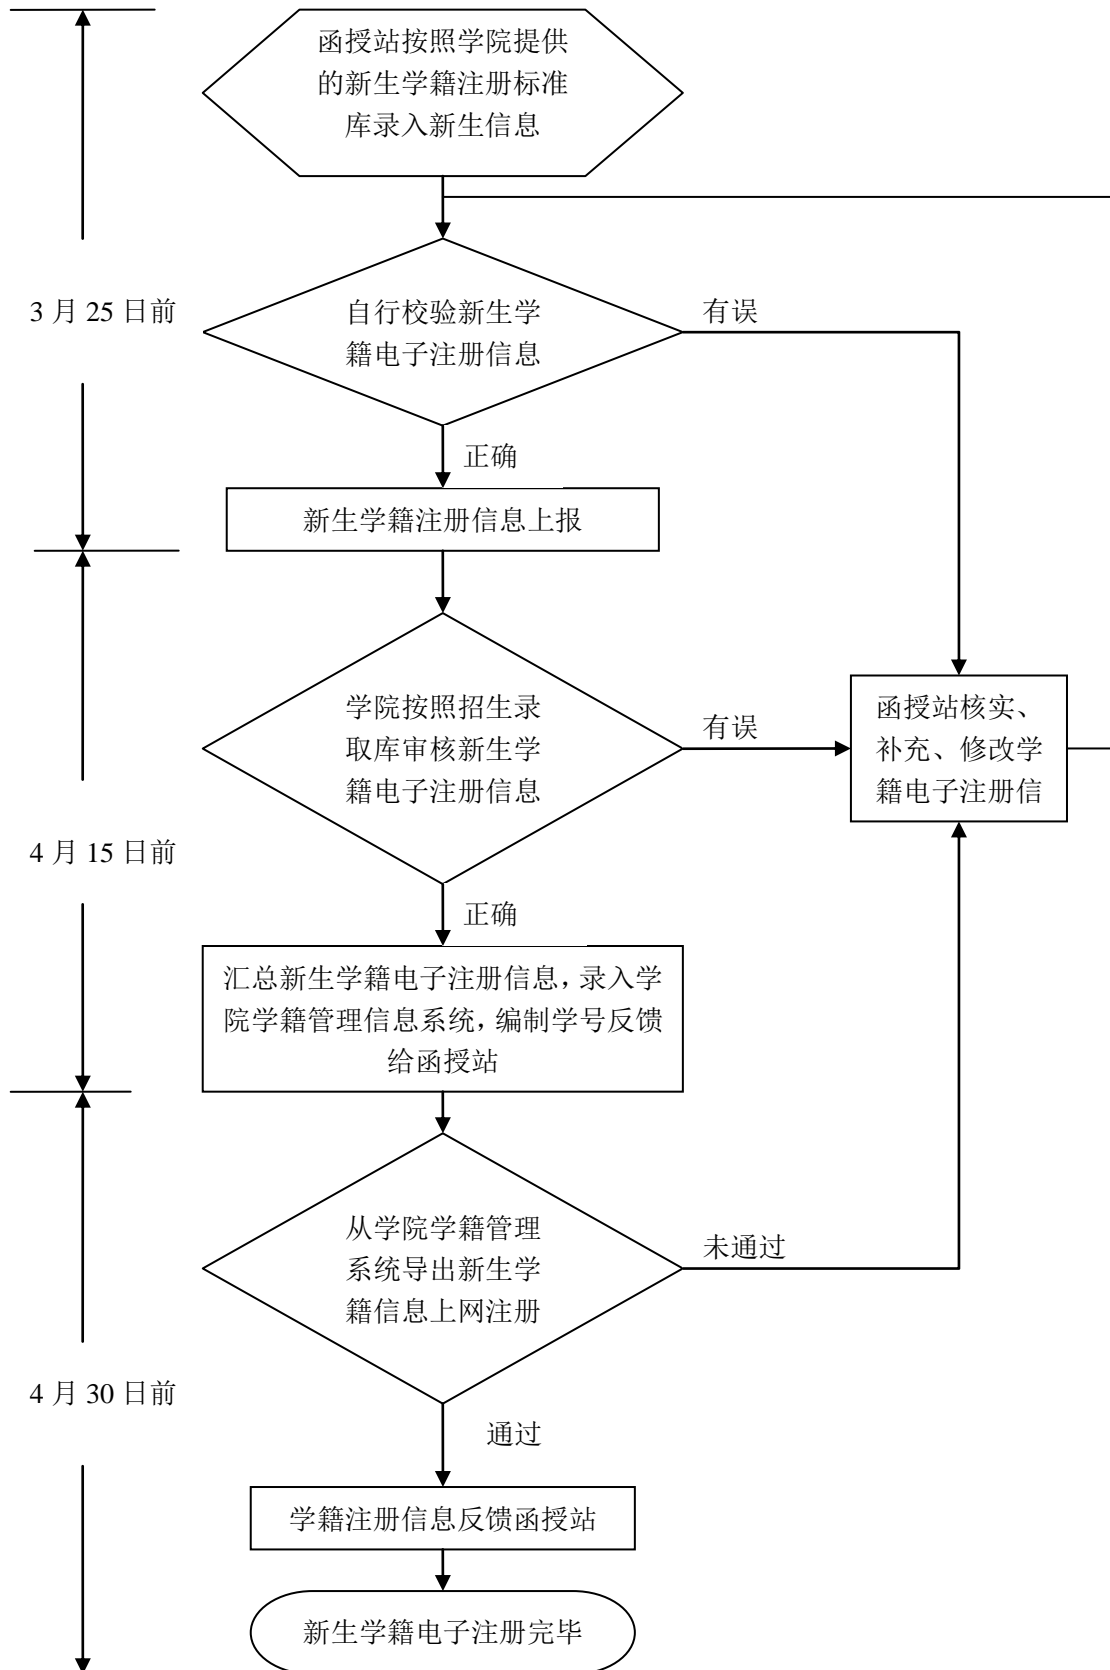 函授站按照学院提供
的新生学籍注册标准
库录入新生信息
3 月 25 日前
自行校验新生学
籍电子注册信息
有误
正确
新生学籍注册信息上报
学院按照招生录
取库审核新生学
籍电子注册信息
有误
函授站核实、
补充、修改学
籍电子注册信
4 月 15 日前
正确
汇总新生学籍电子注册信息，录入学
院学籍管理信息系统，编制学号反馈
给函授站
从学院学籍管理
系统导出新生学
籍信息上网注册
未通过
4 月 30 日前
通过
学籍注册信息反馈函授站
新生学籍电子注册完毕